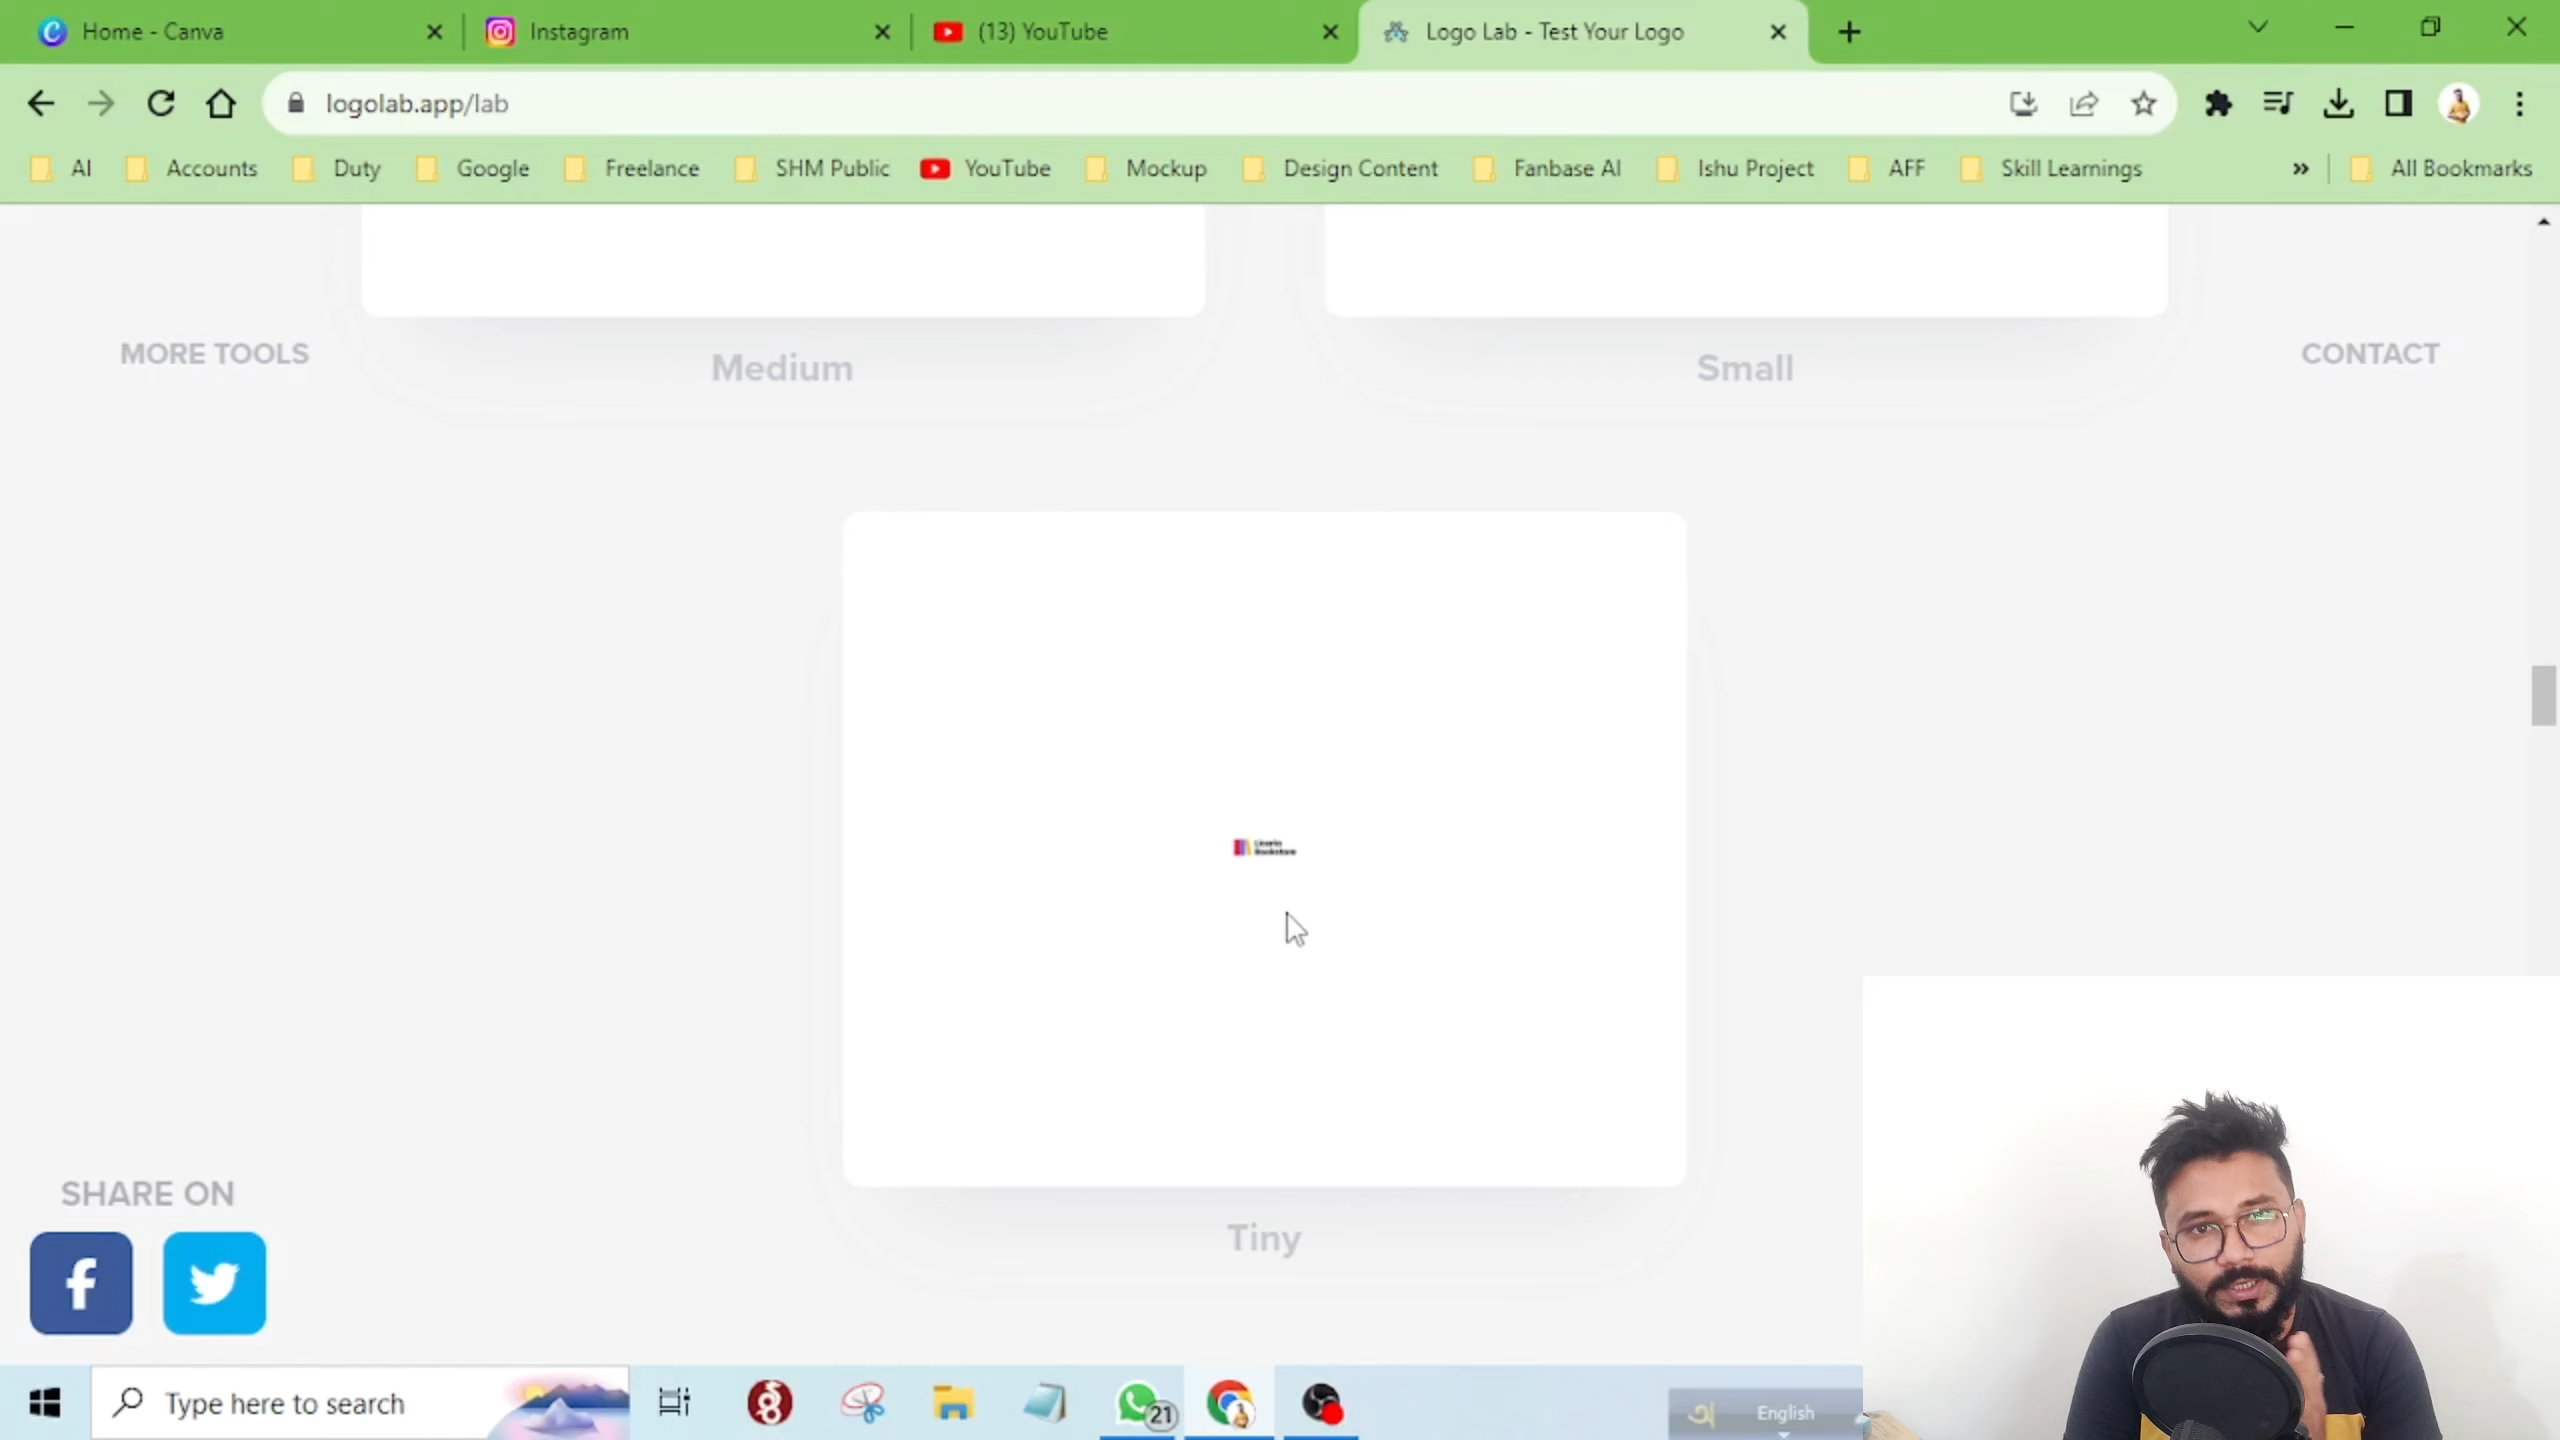 Home - Canva
Instagram
(13) YouTube
Logo Lab - Test Your Logo
logolab.app/lab
AI
Accounts
Duty
Google
Freelance
SHM Public
YouTube
Mockup
Design Content
Fanbase AI
Ishu Project
AFF
Skill Learnings
»
All Bookmarks
MORE TOOLS
Medium
Small
CONTACT
Bookstore
Tiny
SHARE ON
Type here to search
21
অ English